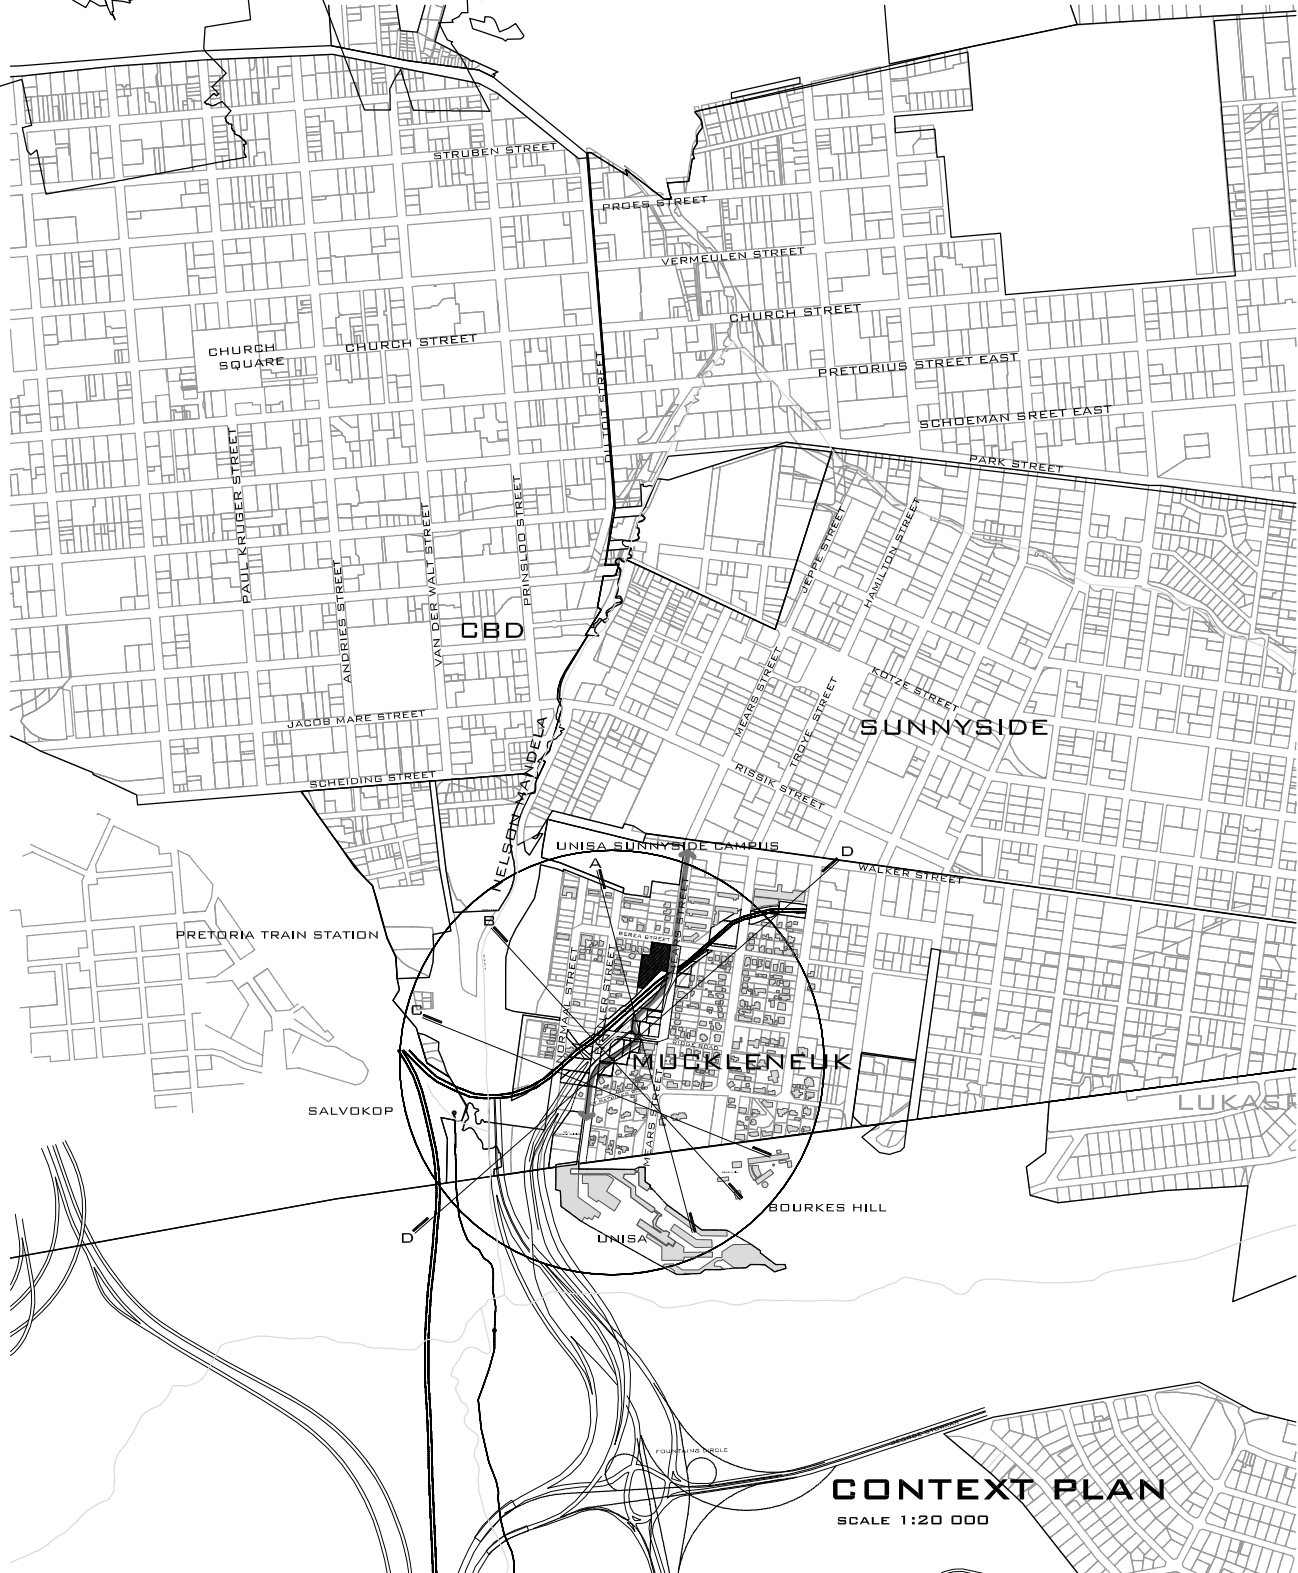 STRUBEN STREET
PROES STREET
VERMEULEN STREET
CHURCH STREET
CHURCH
SQUARE
CHURCH STREET
PRETORIUS STREET EAST
DU TOIT STREET
SCHOEMAN SREET EAST
PARK STREET
PAUL KRUGER STREET
ANDRIES STREET
VAN DER WALT STREET
PRINSLOO STREET
JEPPE STREET
HAMILTON STREET
CBD
MEARS STREET
TROYE STREET
KOTZE STREET
SUNNYSIDE
JACOB MARE STREET
NELSON MANDELA
RISSIK STREET
SCHEIDING STREET
UNISA SUNNYSIDE CAMPUS
A
D
WALKER STREET
B
PRETORIA TRAIN STATION
BEREA STREET
C
MUCKLENEUK
MEARS STREET
SALVOKOP
LUKASR
BOURKES HILL
D
UNISA
FOUNTAINS CIRCLE
CONTEXT PLAN
SCALE 1:20 000